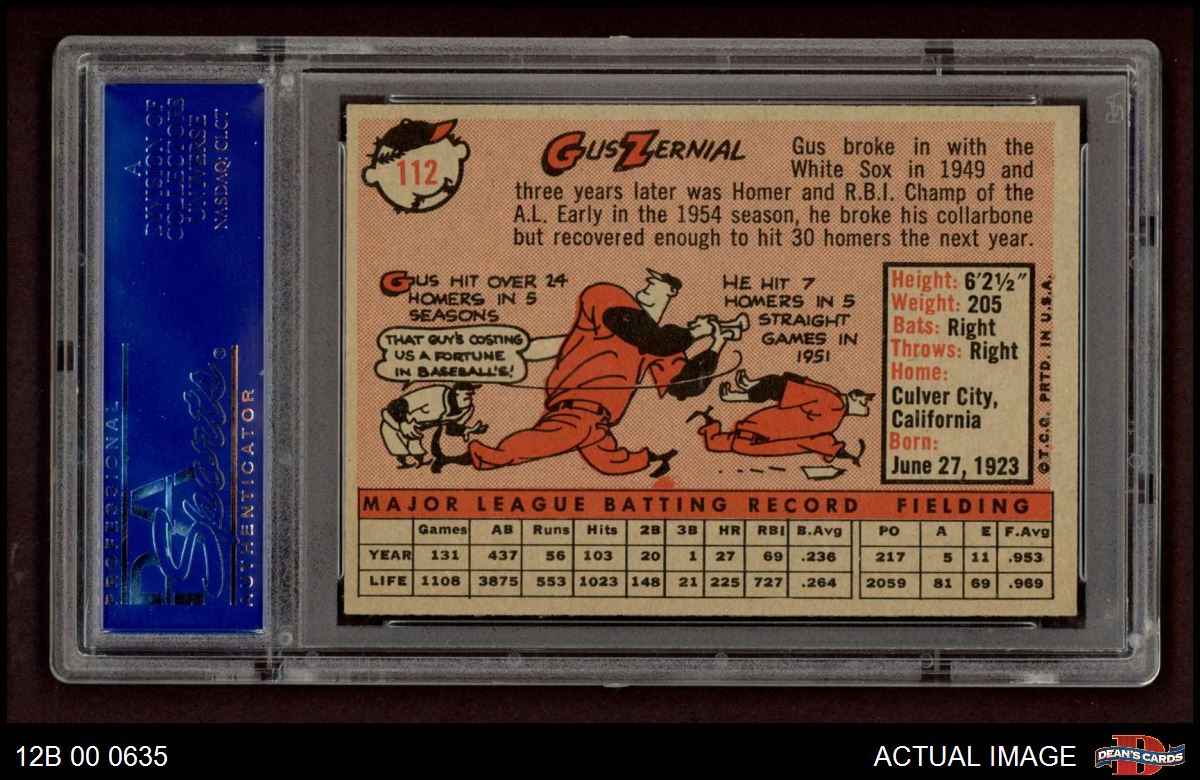 A
DIVISION OF
COLLECTORS
UNIVERSE
NASDAQ: CLCT
PSA
Sports
PROFESSIONAL
AUTHENTICATOR
112
GUS ZERNIAL
Gus broke in with the
White Sox in 1949 and
three years later was Homer and R.B.I. Champ of the
A.L. Early in the 1954 season, he broke his collarbone
but recovered enough to hit 30 homers the next year.
GUS HIT OVER 24
HOMERS IN 5
SEASONS
THAT GUY'S COSTING
US A FORTUNE
IN BASEBALL'S!
HE HIT 7
HOMERS IN 5
STRAIGHT
GAMES IN
1951
Height: 6'2½"
Weight: 205
Bats: Right
Throws: Right
Home:
Culver City,
California
Born:
June 27, 1923
©T.C.G. PRTD. IN U.S.A.
MAJOR LEAGUE BATTING RECORD FIELDING
Games AB Runs Hits 2B 3B HR RBI B.Avg PO A E F.Avg
YEAR 131 437 56 103 20 1 27 69 .236 217 5 11 .953
LIFE 1108 3875 553 1023 148 21 225 727 .264 2059 81 69 .969
12B 00 0635
ACTUAL IMAGE
DEAN'S CARDS